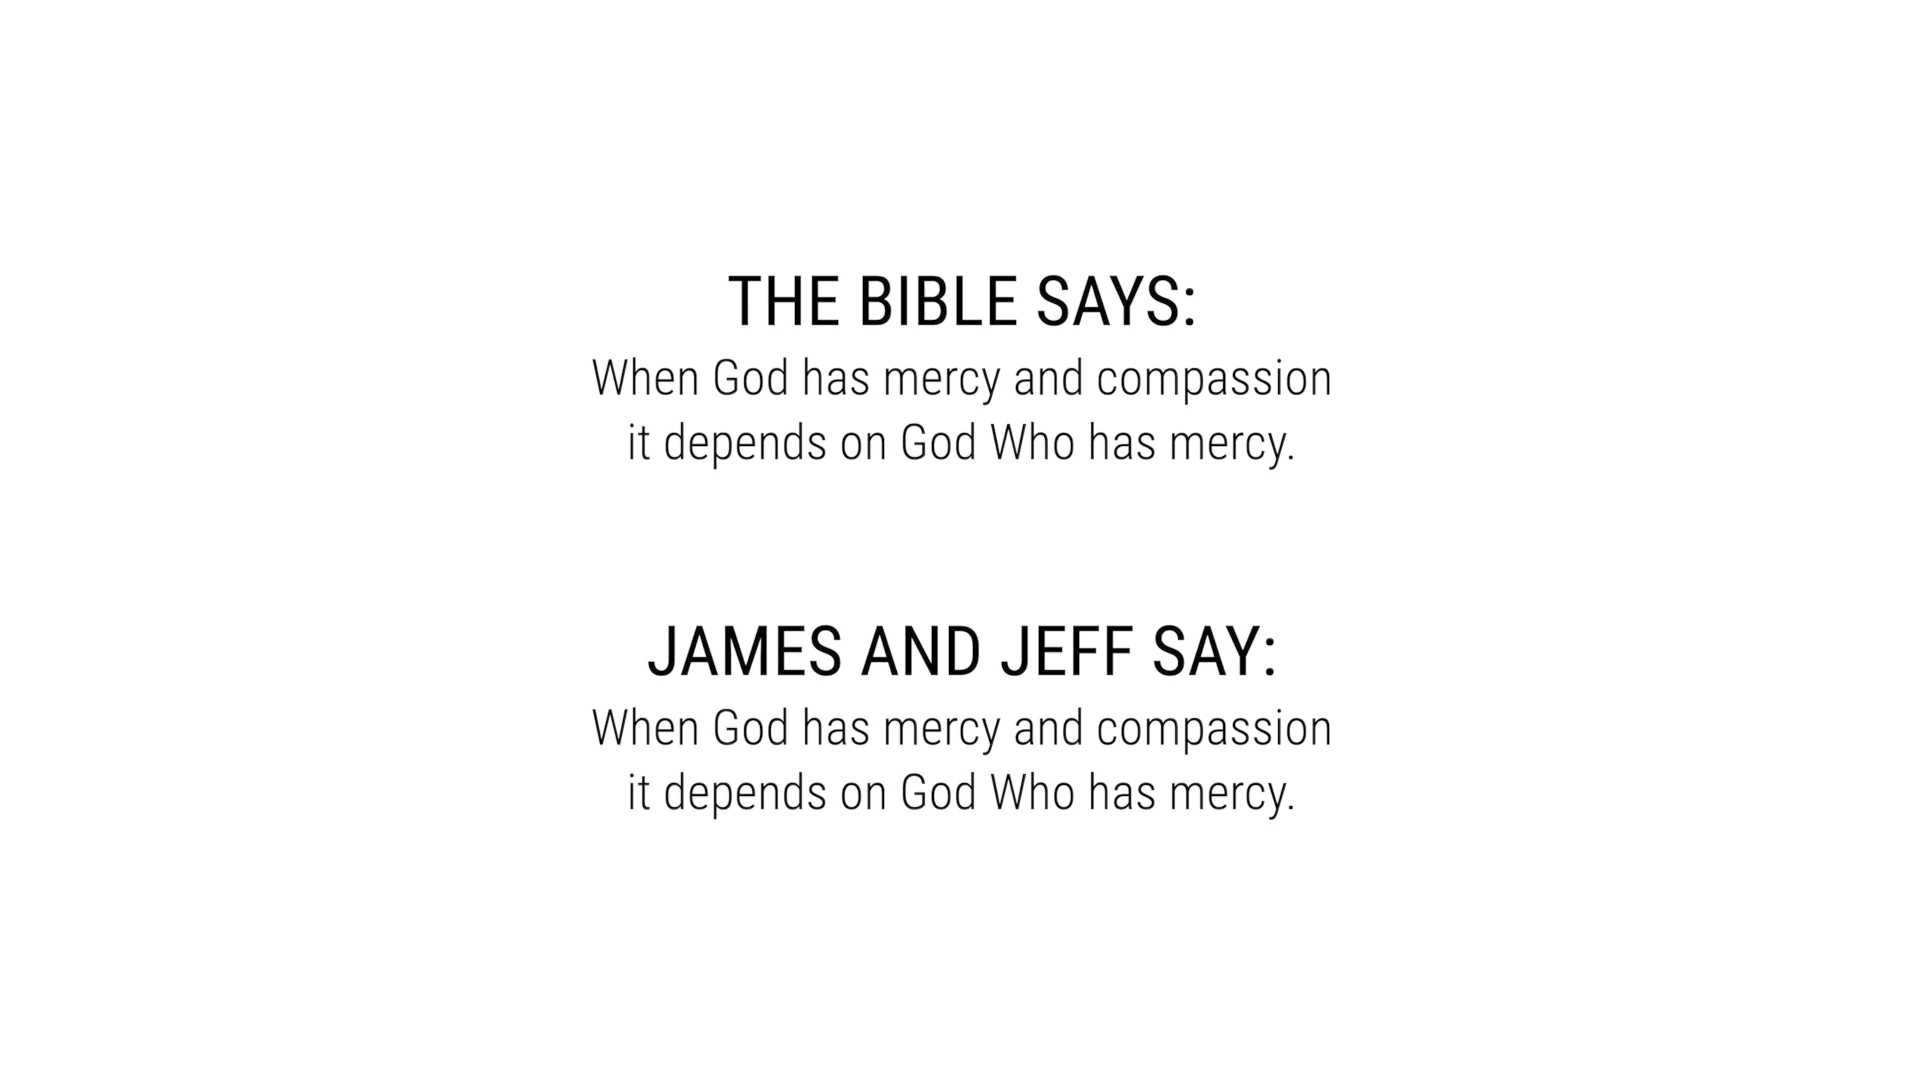 THE BIBLE SAYS:
When God has mercy and compassion
it depends on God Who has mercy.
JAMES AND JEFF SAY:
When God has mercy and compassion
it depends on God Who has mercy.